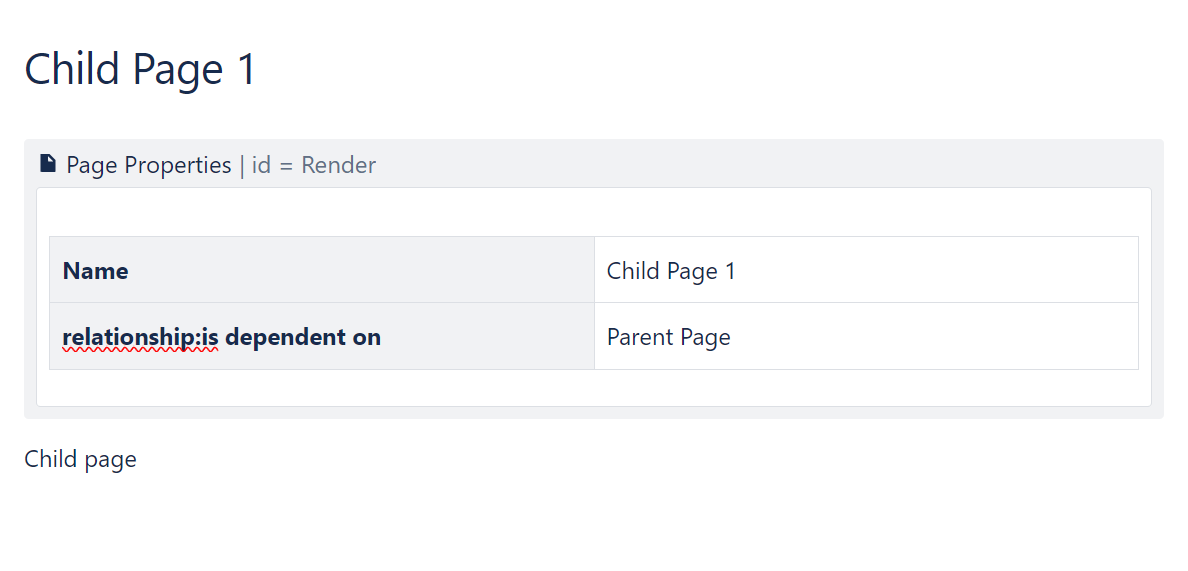 Child Page 1
Page Properties | id = Render
Name Child Page 1
relationship:is dependent on Parent Page
Child page